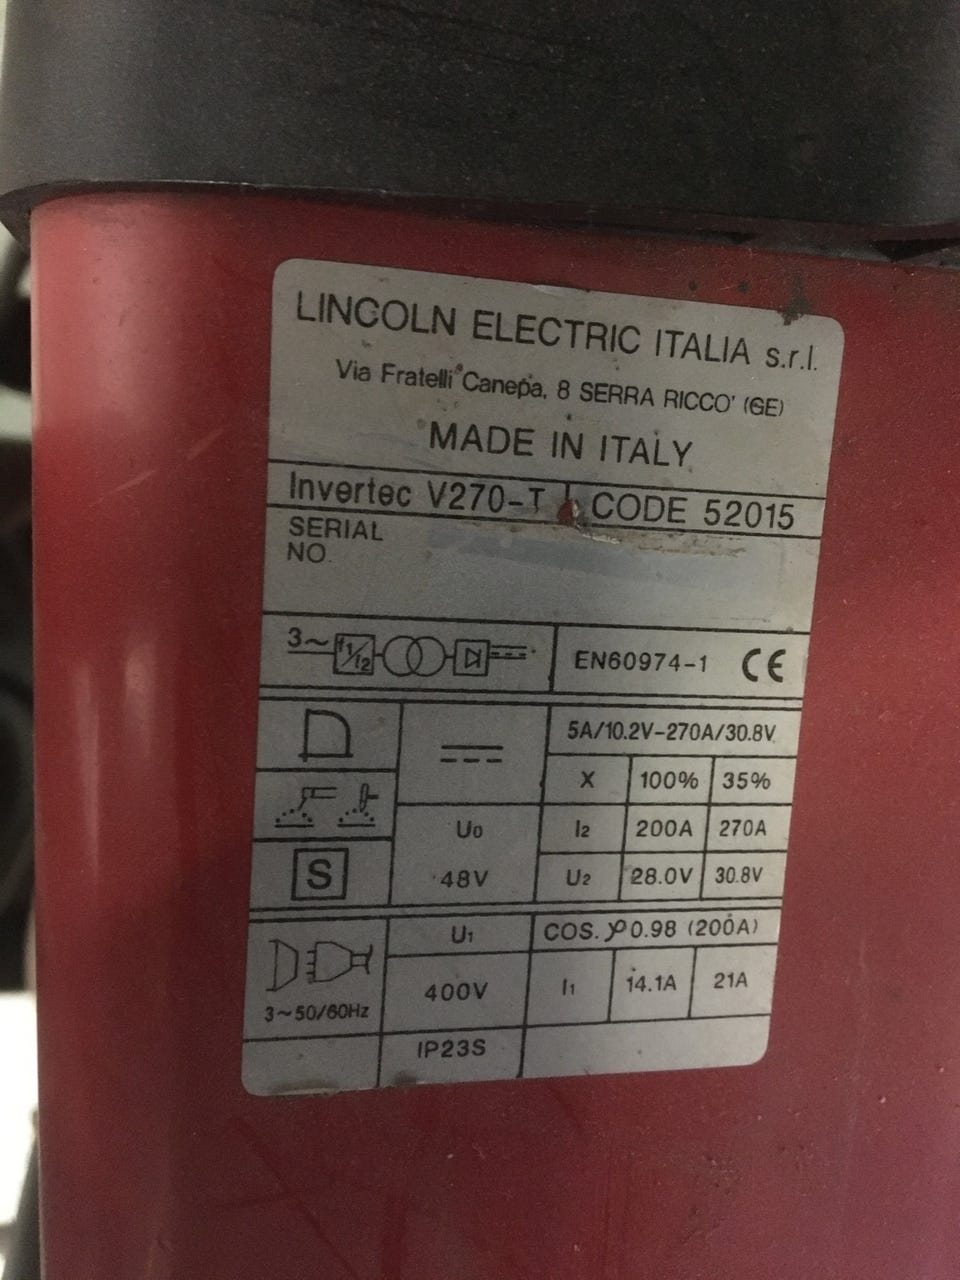 LINCOLN ELECTRIC ITALIA s.r.l.
Via Fratelli Canepa, 8 SERRA RICCO' (GE)
MADE IN ITALY
Invertec V270-T CODE 52015
SERIAL
NO.
3~ f1/f2 EN60974-1 CE
5A/10.2V-270A/30.8V
X 100% 35%
U0 I2 200A 270A
S 48V U2 28.0V 30.8V
U1 COS.φ 0.98 (200A)
3~50/60Hz 400V I1 14.1A 21A
IP23S